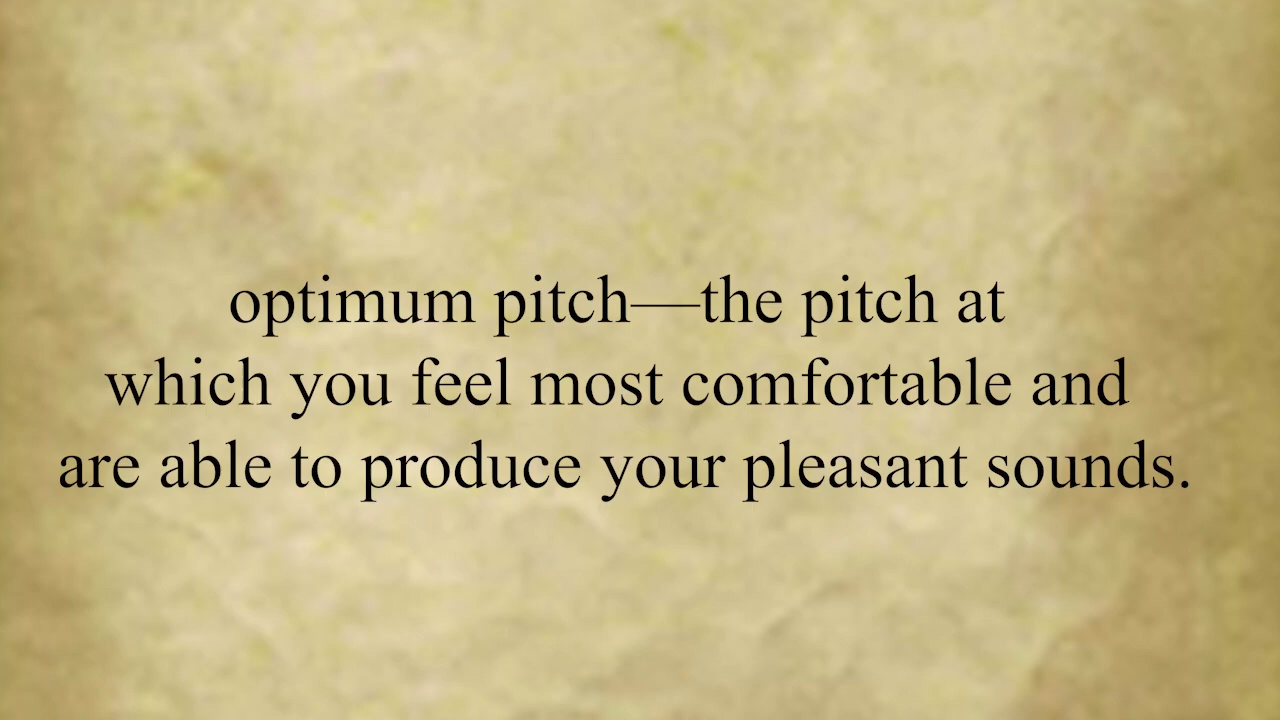 optimum pitch—the pitch at
which you feel most comfortable and
are able to produce your pleasant sounds.